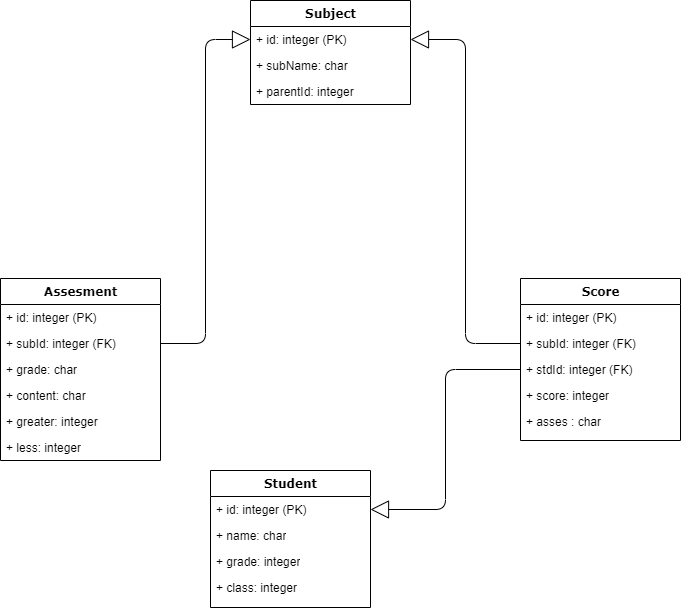 Subject
+ id: integer (PK)
+ subName: char
+ parentId: integer
Assesment
+ id: integer (PK)
+ subId: integer (FK)
+ grade: char
+ content: char
+ greater: integer
+ less: integer
Score
+ id: integer (PK)
+ subId: integer (FK)
+ stdId: integer (FK)
+ score: integer
+ asses : char
Student
+ id: integer (PK)
+ name: char
+ grade: integer
+ class: integer